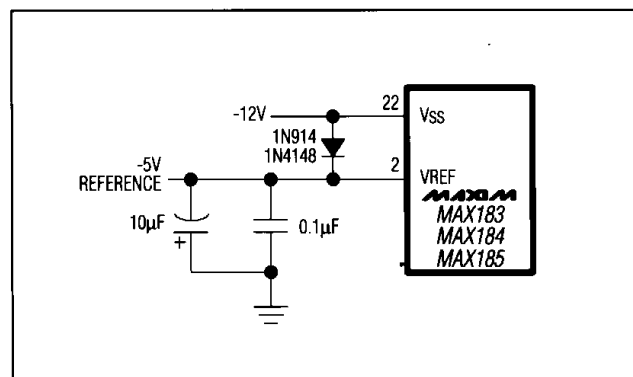 -12V
22
VSS
1N914
1N4148
-5V
REFERENCE
2
VREF
10µF
+
0.1µF
MAXIM
MAX183
MAX184
MAX185